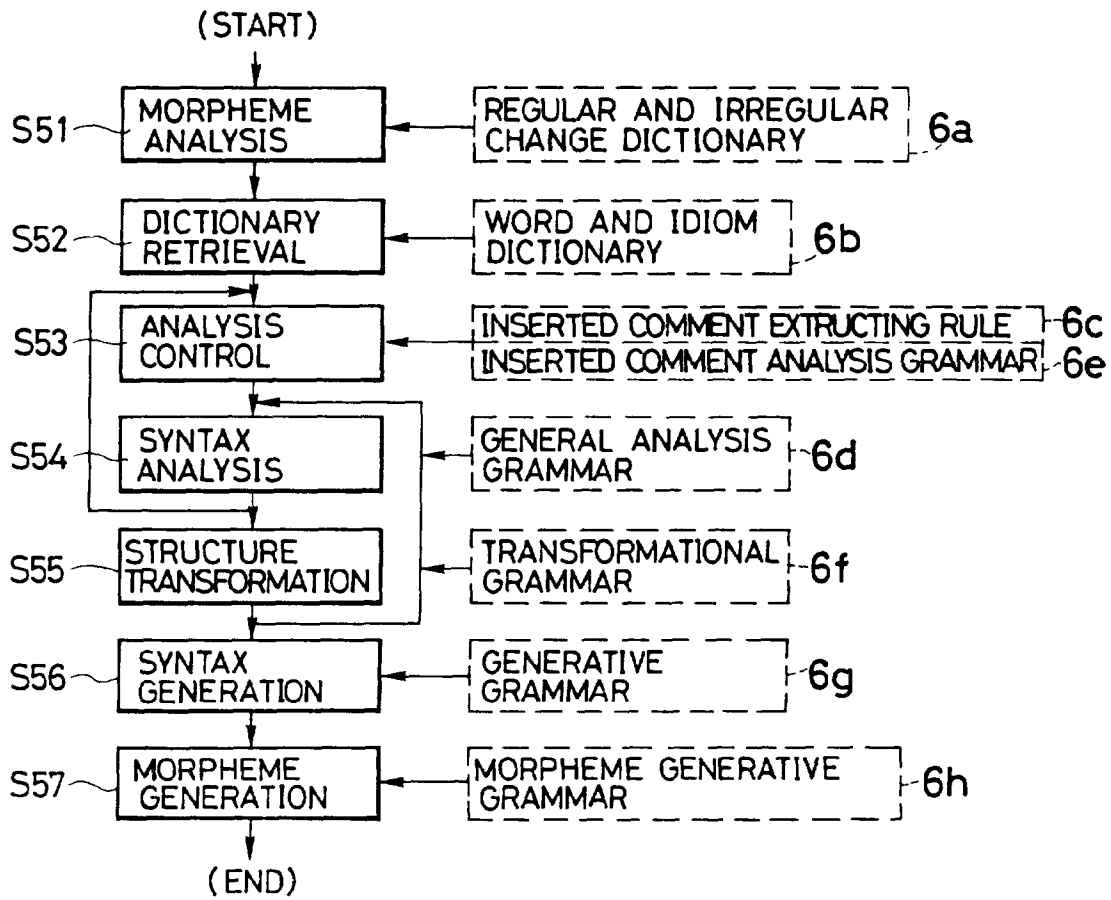 (START)
S51
MORPHEME
ANALYSIS
REGULAR AND IRREGULAR
CHANGE DICTIONARY
6a
S52
DICTIONARY
RETRIEVAL
WORD AND IDIOM
DICTIONARY
6b
S53
ANALYSIS
CONTROL
INSERTED COMMENT EXTRUCTING RULE
6c
INSERTED COMMENT ANALYSIS GRAMMAR
6e
S54
SYNTAX
ANALYSIS
GENERAL ANALYSIS
GRAMMAR
6d
S55
STRUCTURE
TRANSFORMATION
TRANSFORMATIONAL
GRAMMAR
6f
S56
SYNTAX
GENERATION
GENERATIVE
GRAMMAR
6g
S57
MORPHEME
GENERATION
MORPHEME GENERATIVE
GRAMMAR
6h
(END)